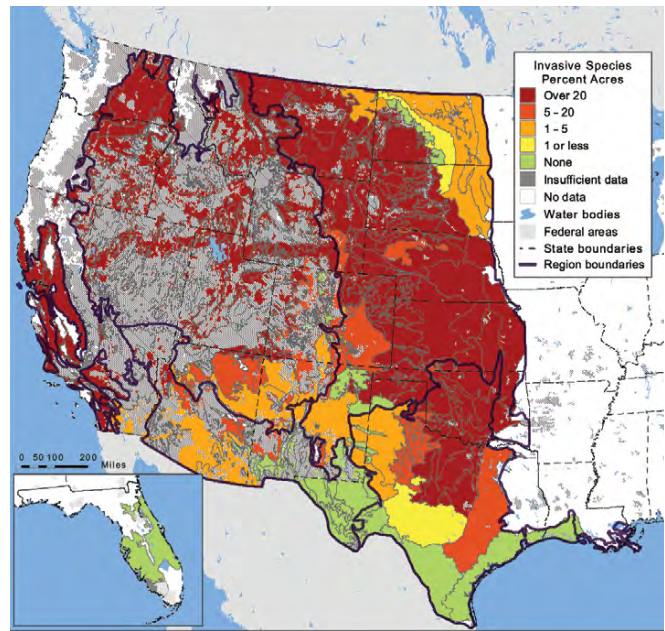 Invasive Species
Percent Acres
Over 20
5 - 20
1 - 5
1 or less
None
Insufficient data
No data
Water bodies
Federal areas
State boundaries
Region boundaries
0 50 100 200
Miles